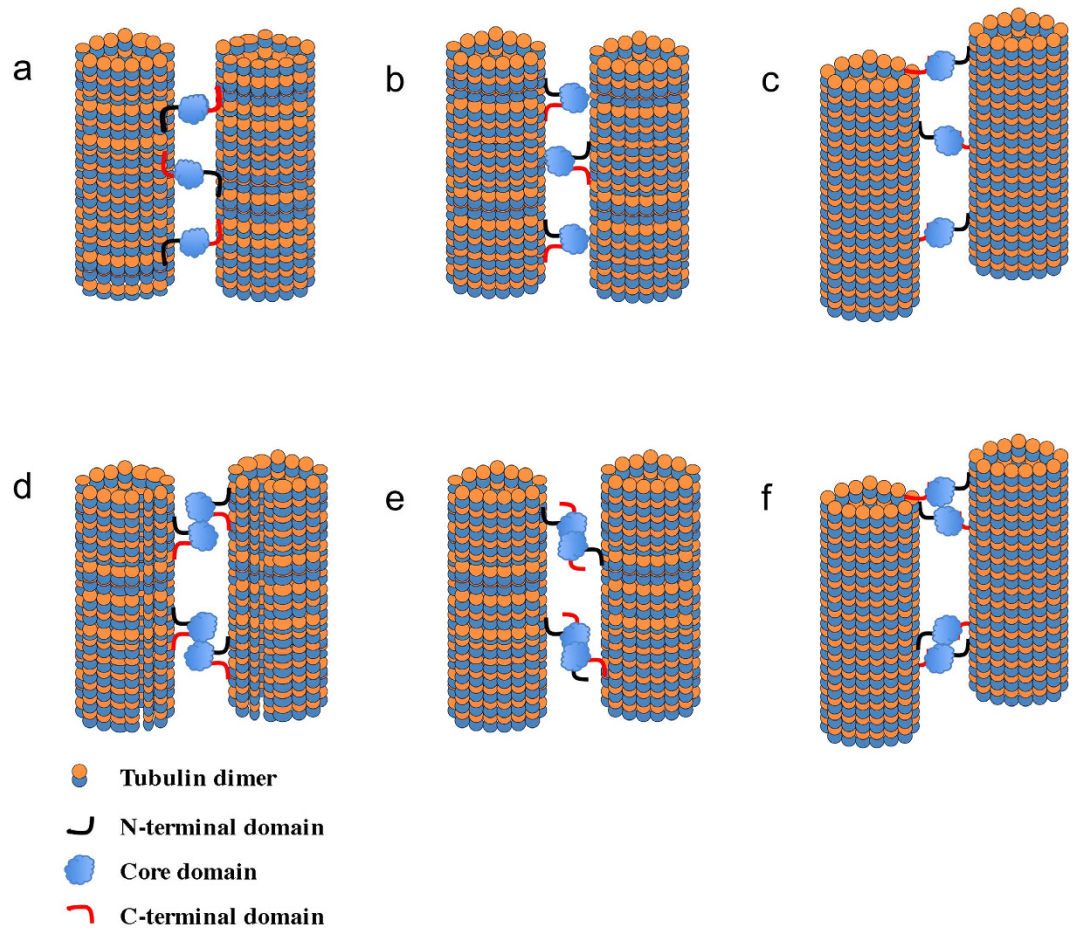 a
b
c
d
e
f
Tubulin dimer
N-terminal domain
Core domain
C-terminal domain